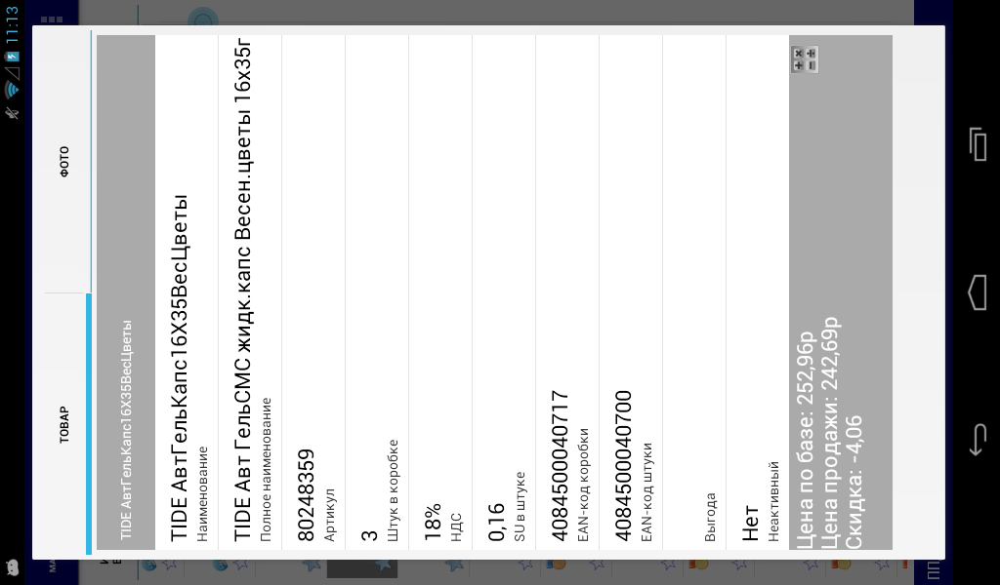 11:13
ТОВАР
ФОТО
TIDE АвтГельКапс16Х35ВесЦветы
TIDE АвтГельКапс16Х35ВесЦветы
Наименование
TIDE Авт ГельСМС жидк.капс Весен.цветы 16х35г
Полное наименование
80248359
Артикул
3
Штук в коробке
18%
НДС
0,16
SU в штуке
4084500040717
EAN-код коробки
4084500040700
EAN-код штуки
Выгода
Нет
Неактивный
Цена по базе: 252,96р
Цена продажи: 242,69р
Скидка: -4,06